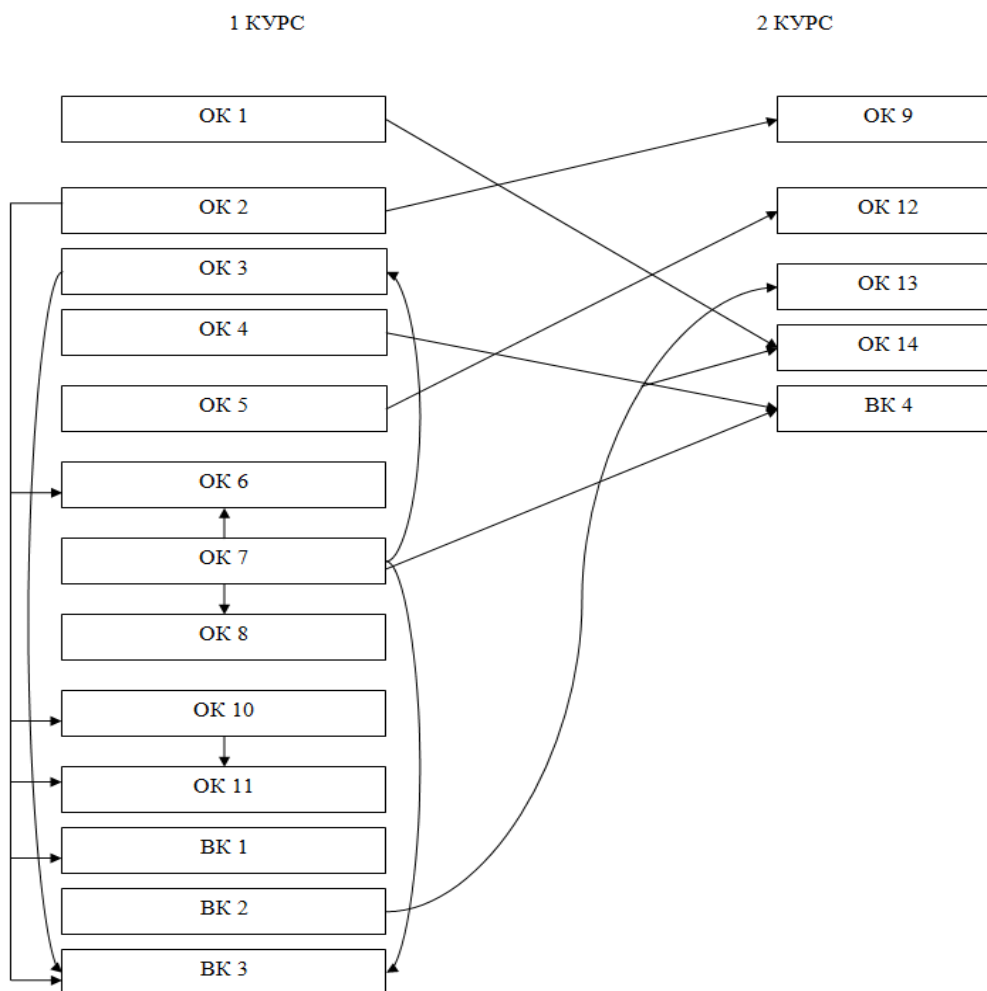 1 КУРС
2 КУРС
ОК 1
ОК 9
ОК 2
ОК 12
ОК 3
ОК 13
ОК 4
ОК 14
ОК 5
ВК 4
ОК 6
ОК 7
ОК 8
ОК 10
ОК 11
ВК 1
ВК 2
ВК 3